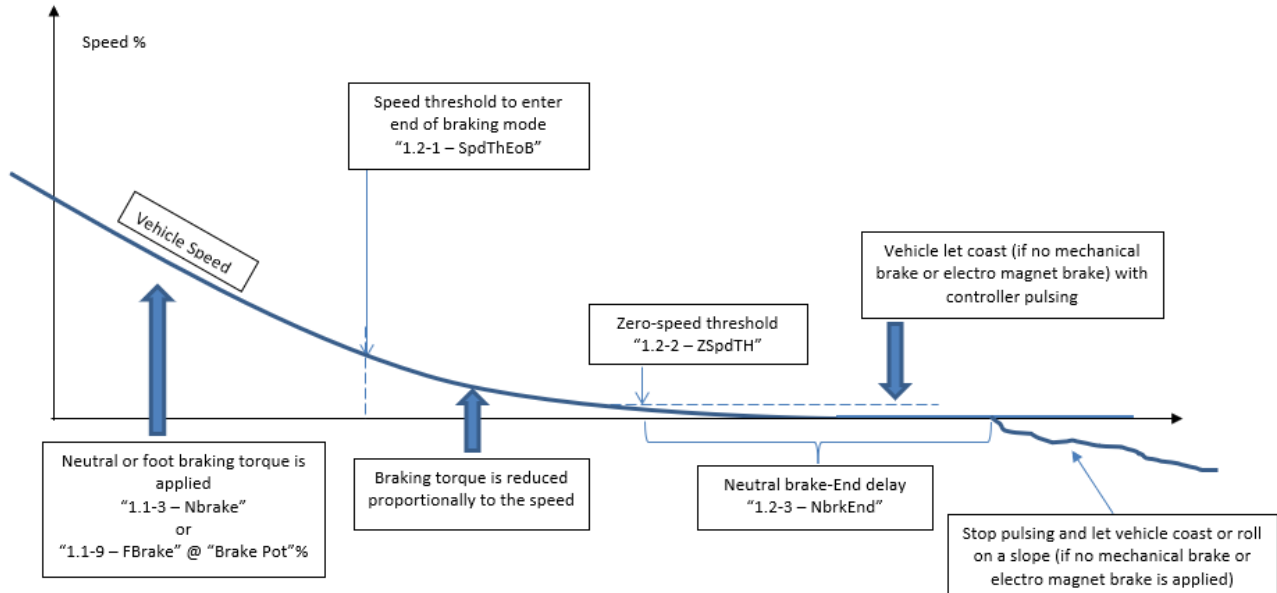 Speed %
Speed threshold to enter
end of braking mode
“1.2-1 – SpdThEoB”
Vehicle Speed
Vehicle let coast (if no mechanical
brake or electro magnet brake) with
controller pulsing
Zero-speed threshold
“1.2-2 – ZSpdTH”
Neutral or foot braking torque is
applied
“1.1-3 – Nbrake”
or
“1.1-9 – FBrake” @ “Brake Pot”%
Braking torque is reduced
proportionally to the speed
Neutral brake-End delay
“1.2-3 – NbrkEnd”
Stop pulsing and let vehicle coast or roll
on a slope (if no mechanical brake or
electro magnet brake is applied)